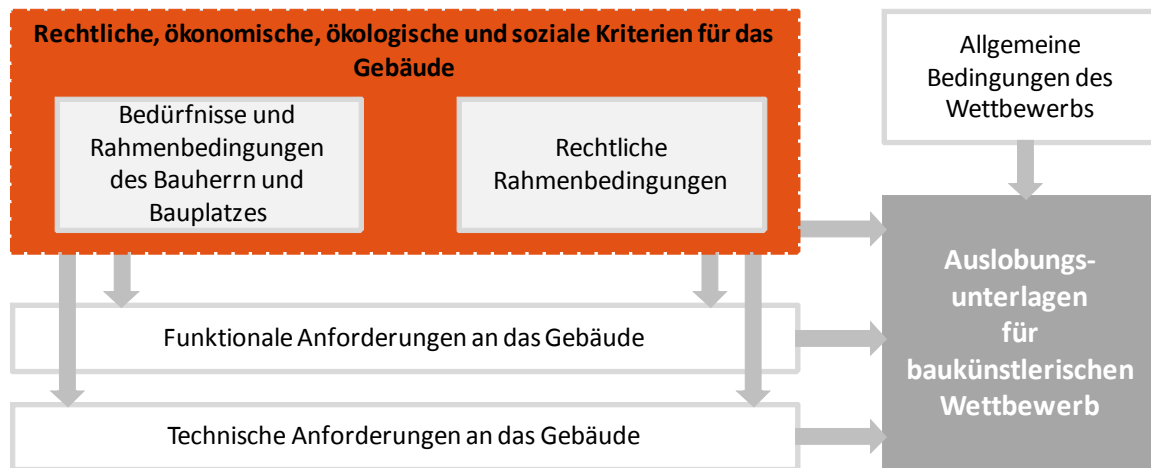 Rechtliche, ökonomische, ökologische und soziale Kriterien für das
Gebäude
Bedürfnisse und
Rahmenbedingungen
des Bauherrn und
Bauplatzes
Rechtliche
Rahmenbedingungen
Allgemeine
Bedingungen des
Wettbewerbs
Funktionale Anforderungen an das Gebäude
Technische Anforderungen an das Gebäude
Auslobungs-
unterlagen
für
baukünstlerischen
Wettbewerb